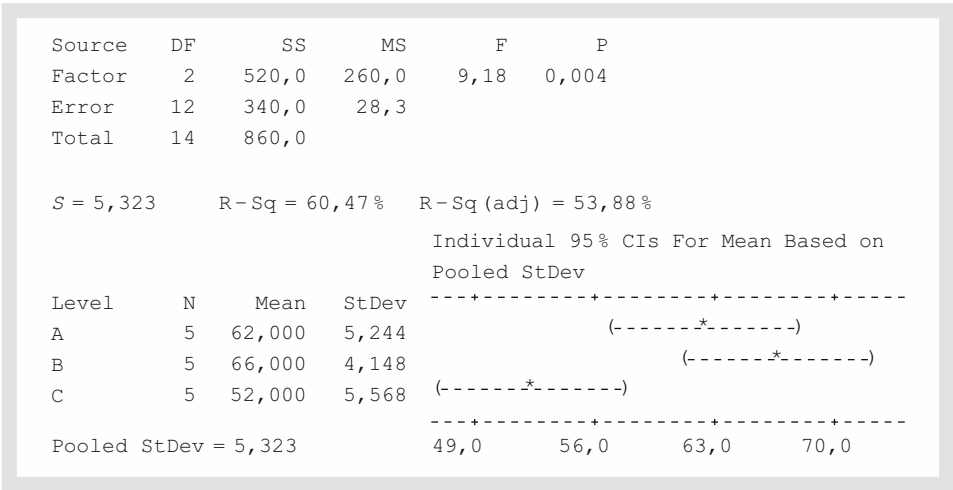 Source DF SS MS F P
Factor 2 520,0 260,0 9,18 0,004
Error 12 340,0 28,3
Total 14 860,0
S = 5,323 R-Sq = 60,47% R-Sq(adj) = 53,88%
Individual 95% CIs For Mean Based on
Pooled StDev
Level N Mean StDev ---+---------+---------+---------+-----
A 5 62,000 5,244 (-------*-------)
B 5 66,000 4,148 (-------*-------)
C 5 52,000 5,568 (-------*-------)
---+---------+---------+---------+-----
Pooled StDev = 5,323 49,0 56,0 63,0 70,0